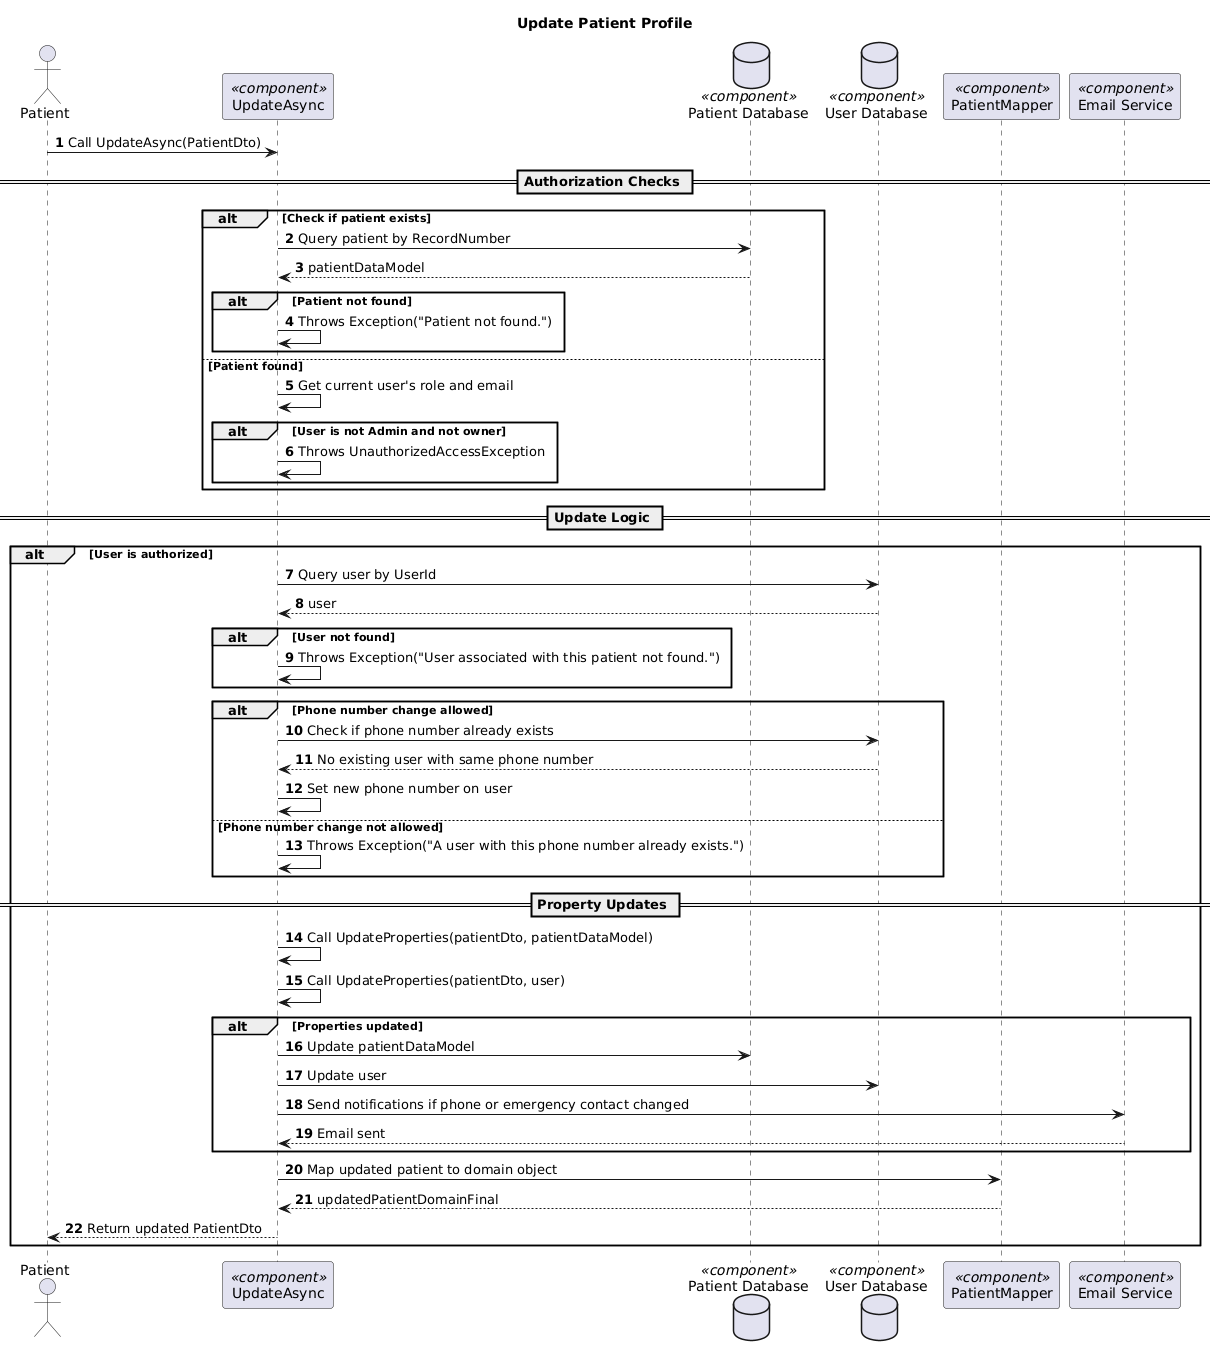 Update Patient Profile
Patient
«component»
UpdateAsync
«component»
Patient Database
«component»
User Database
«component»
PatientMapper
«component»
Email Service
1 Call UpdateAsync(PatientDto)
Authorization Checks
alt [Check if patient exists]
2 Query patient by RecordNumber
3 patientDataModel
alt [Patient not found]
4 Throws Exception("Patient not found.")
[Patient found]
5 Get current user's role and email
alt [User is not Admin and not owner]
6 Throws UnauthorizedAccessException
Update Logic
alt [User is authorized]
7 Query user by UserId
8 user
alt [User not found]
9 Throws Exception("User associated with this patient not found.")
alt [Phone number change allowed]
10 Check if phone number already exists
11 No existing user with same phone number
12 Set new phone number on user
[Phone number change not allowed]
13 Throws Exception("A user with this phone number already exists.")
Property Updates
14 Call UpdateProperties(patientDto, patientDataModel)
15 Call UpdateProperties(patientDto, user)
alt [Properties updated]
16 Update patientDataModel
17 Update user
18 Send notifications if phone or emergency contact changed
19 Email sent
20 Map updated patient to domain object
21 updatedPatientDomainFinal
22 Return updated PatientDto
Patient
«component»
UpdateAsync
«component»
Patient Database
«component»
User Database
«component»
PatientMapper
«component»
Email Service